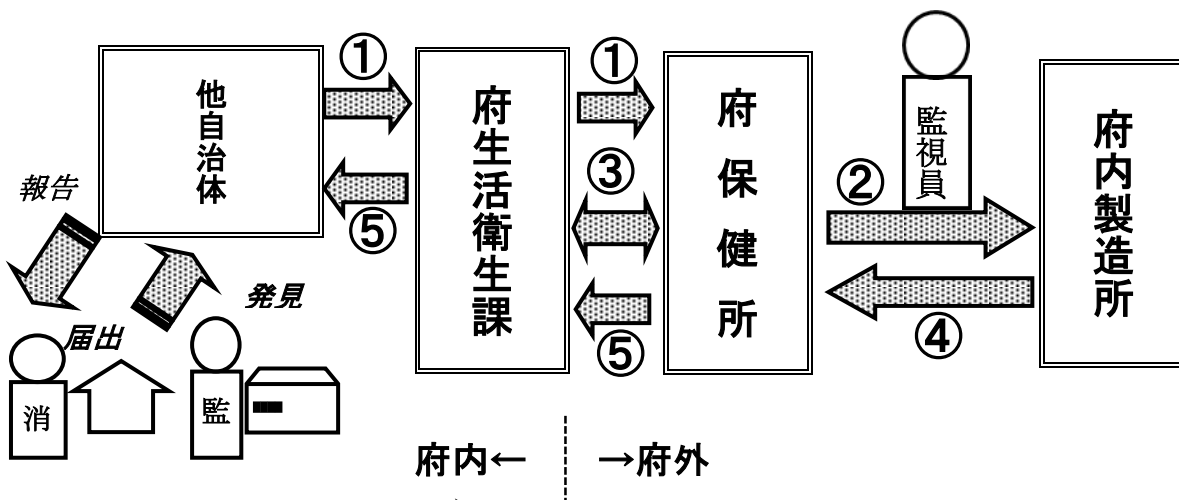 他自治体
①
府生活衛生課
①
府保健所
監視員
府内製造所
②
③
報告
⑤
発見
届出
⑤
④
消
監
府内←
→府外